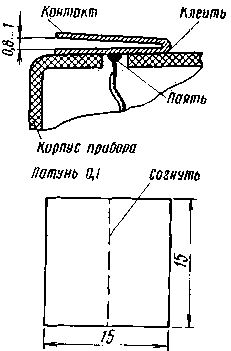 Контакт
Клеить
0,8...1
Паять
Корпус прибора
Латунь 0,1
Согнуть
15
15